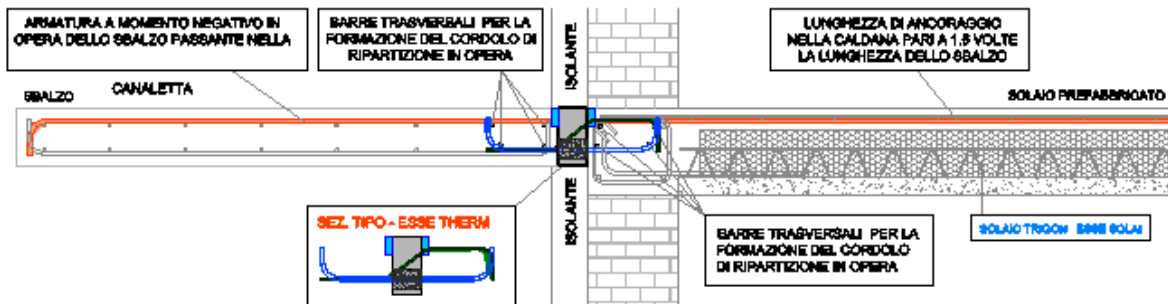 ARMATURA A MOMENTO NEGATIVO IN
OPERA DELLO SBALZO PASSANTE NELLA
BARRE TRASVERSALI PER LA
FORMAZIONE DEL CORDOLO DI
RIPARTIZIONE IN OPERA
ISOLANTE
LUNGHEZZA DI ANCORAGGIO
NELLA CALDANA PARI A 1.5 VOLTE
LA LUNGHEZZA DELLO SBALZO
SBALZO
CANALETTA
SOLAIO PREFABBRICATO
ISOLANTE
SEZ. TIPO - ESSE THERM
BARRE TRASVERSALI PER LA
FORMAZIONE DEL CORDOLO
DI RIPARTIZIONE IN OPERA
SOLAIO TRIGON ESSE SOLAI